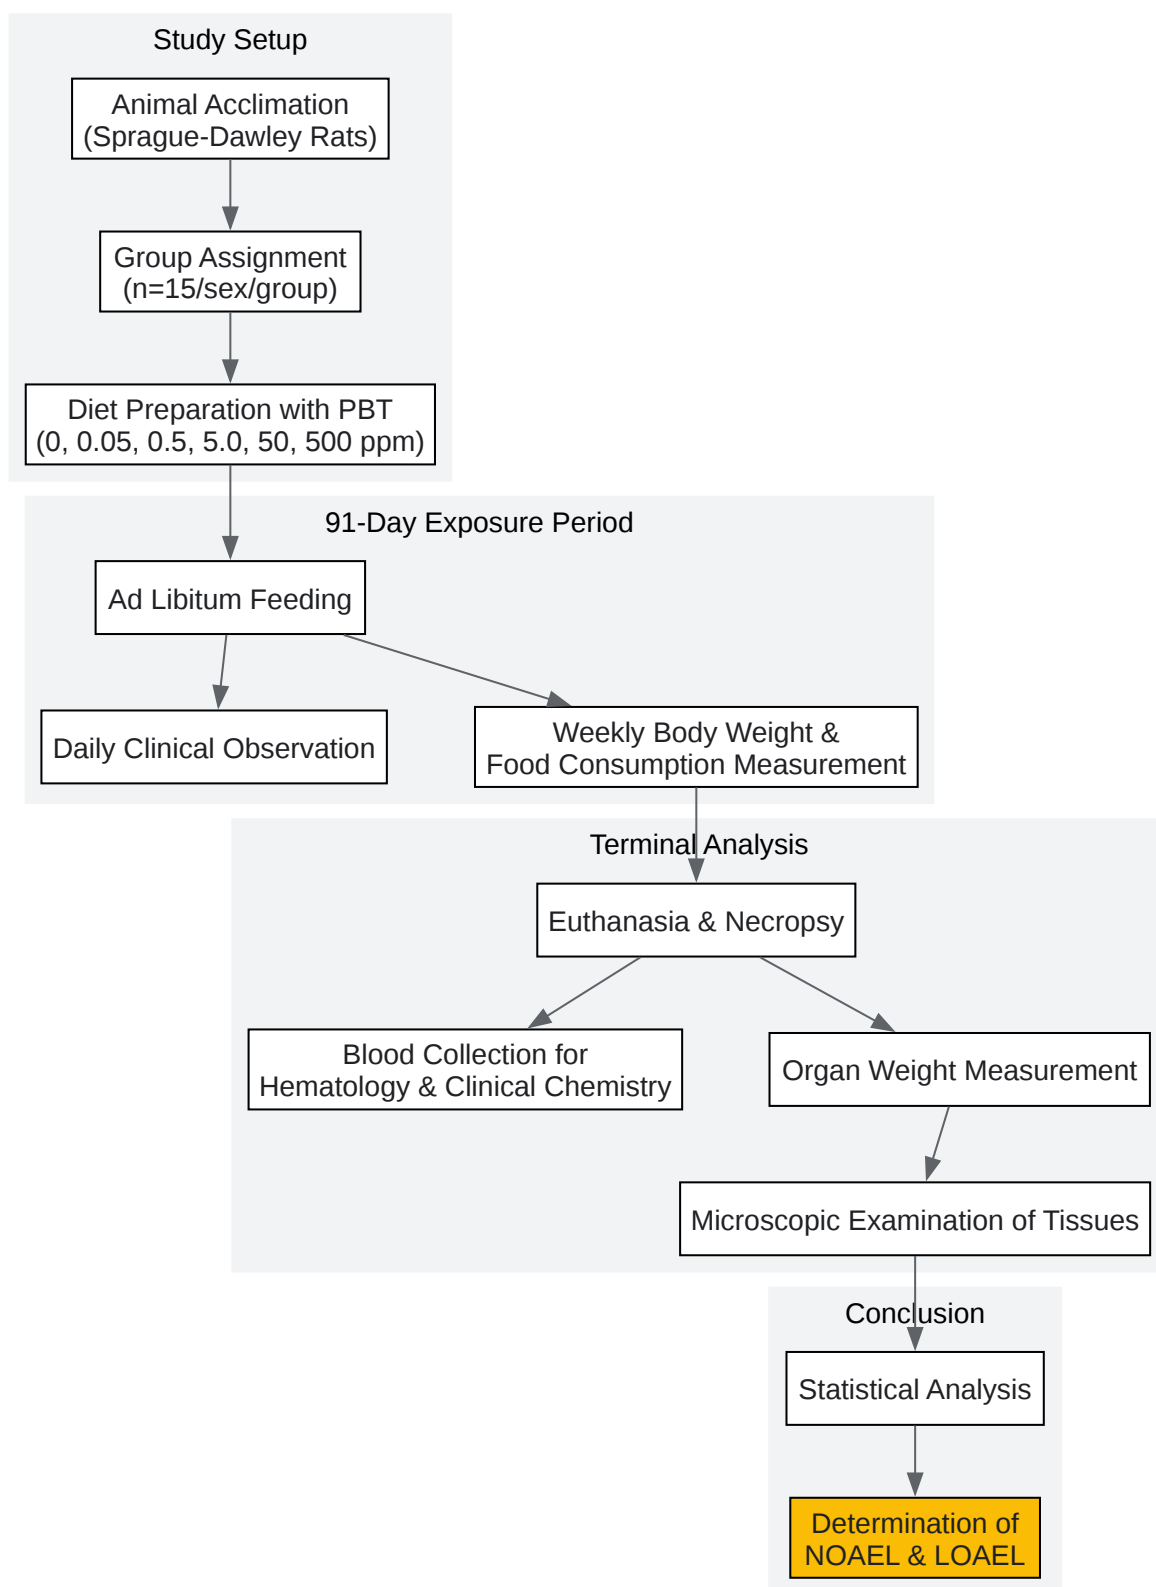 Study Setup
Animal Acclimation
(Sprague-Dawley Rats)
Group Assignment
(n=15/sex/group)
Diet Preparation with PBT
(0, 0.05, 0.5, 5.0, 50, 500 ppm)
91-Day Exposure Period
Ad Libitum Feeding
Daily Clinical Observation
Weekly Body Weight &
Food Consumption Measurement
Terminal Analysis
Euthanasia & Necropsy
Blood Collection for
Hematology & Clinical Chemistry
Organ Weight Measurement
Microscopic Examination of Tissues
Conclusion
Statistical Analysis
Determination of
NOAEL & LOAEL